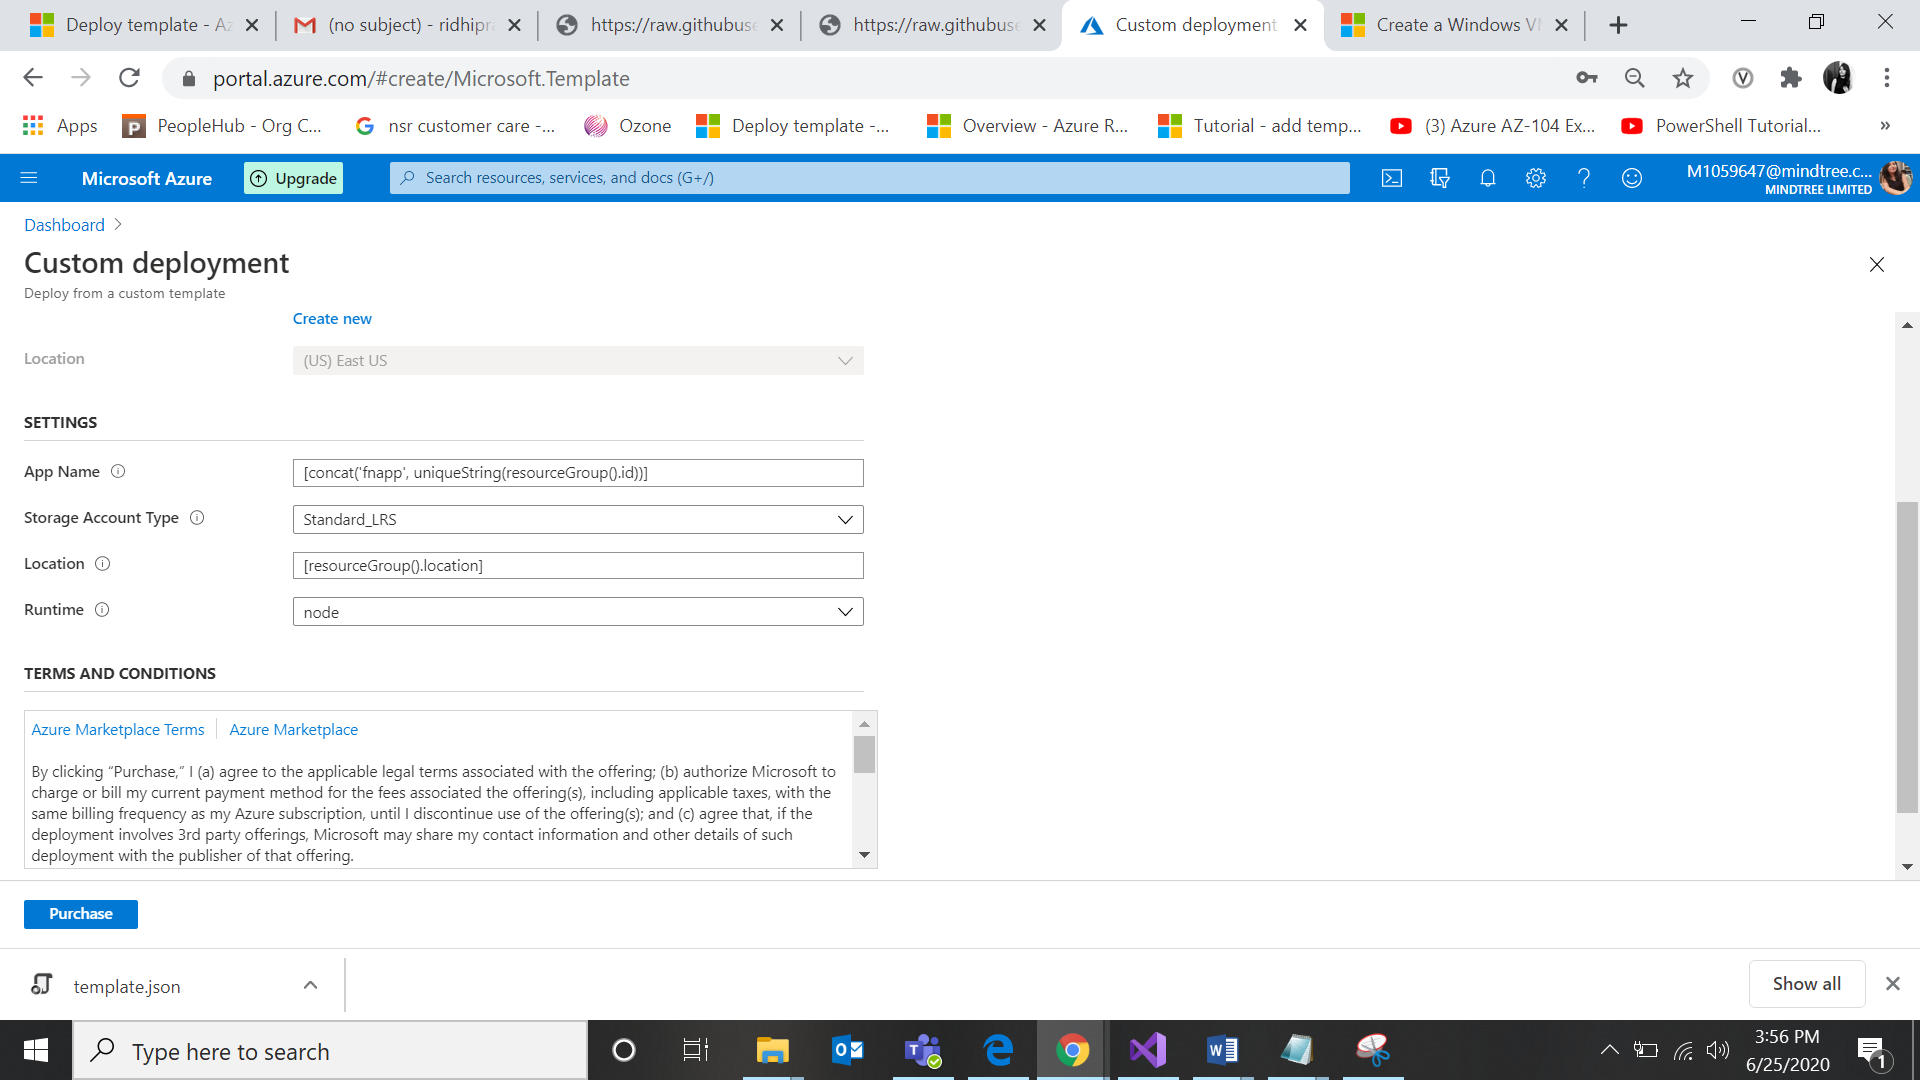 Deploy template - Az
(no subject) - ridhipra
https://raw.githubuse
https://raw.githubuse
Custom deployment
Create a Windows VM
portal.azure.com/#create/Microsoft.Template
Apps
PeopleHub - Org C...
nsr customer care -...
Ozone
Deploy template -...
Overview - Azure R...
Tutorial - add temp...
(3) Azure AZ-104 Ex...
PowerShell Tutorial...
»
Microsoft Azure
Upgrade
Search resources, services, and docs (G+/)
M1059647@mindtree.c...
MINDTREE LIMITED
Dashboard
Custom deployment
Deploy from a custom template
Create new
Location
(US) East US
SETTINGS
App Name
[concat('fnapp', uniqueString(resourceGroup().id))]
Storage Account Type
Standard_LRS
Location
[resourceGroup().location]
Runtime
node
TERMS AND CONDITIONS
Azure Marketplace Terms
Azure Marketplace
By clicking “Purchase,” I (a) agree to the applicable legal terms associated with the offering; (b) authorize Microsoft to
charge or bill my current payment method for the fees associated the offering(s), including applicable taxes, with the
same billing frequency as my Azure subscription, until I discontinue use of the offering(s); and (c) agree that, if the
deployment involves 3rd party offerings, Microsoft may share my contact information and other details of such
deployment with the publisher of that offering.
Purchase
template.json
Show all
Type here to search
3:56 PM
6/25/2020
1